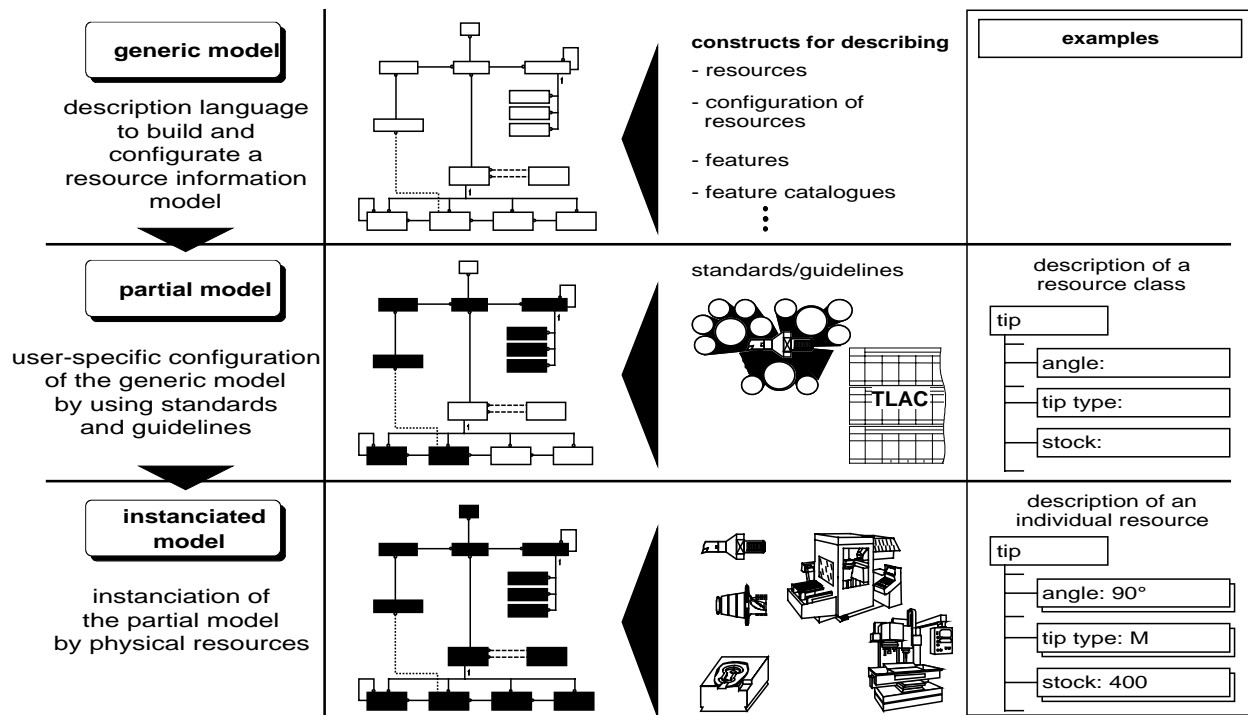 generic model
description language
to build and
configurate a
resource information
model
constructs for describing
- resources
- configuration of
resources
- features
- feature catalogues
examples
partial model
user-specific configuration
of the generic model
by using standards
and guidelines
standards/guidelines
TLAC
description of a
resource class
tip
angle:
tip type:
stock:
instanciated
model
instanciation of
the partial model
by physical resources
description of an
individual resource
tip
angle: 90°
tip type: M
stock: 400